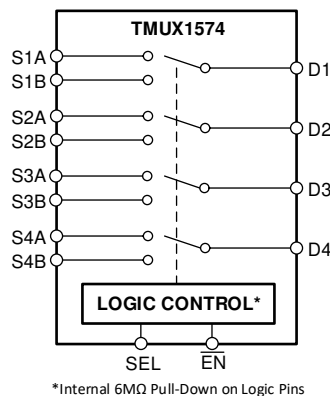 TMUX1574
S1A
S1B
D1
S2A
S2B
D2
S3A
S3B
D3
S4A
S4B
D4
LOGIC CONTROL*
SEL
E̅N̅
*Internal 6MΩ Pull-Down on Logic Pins